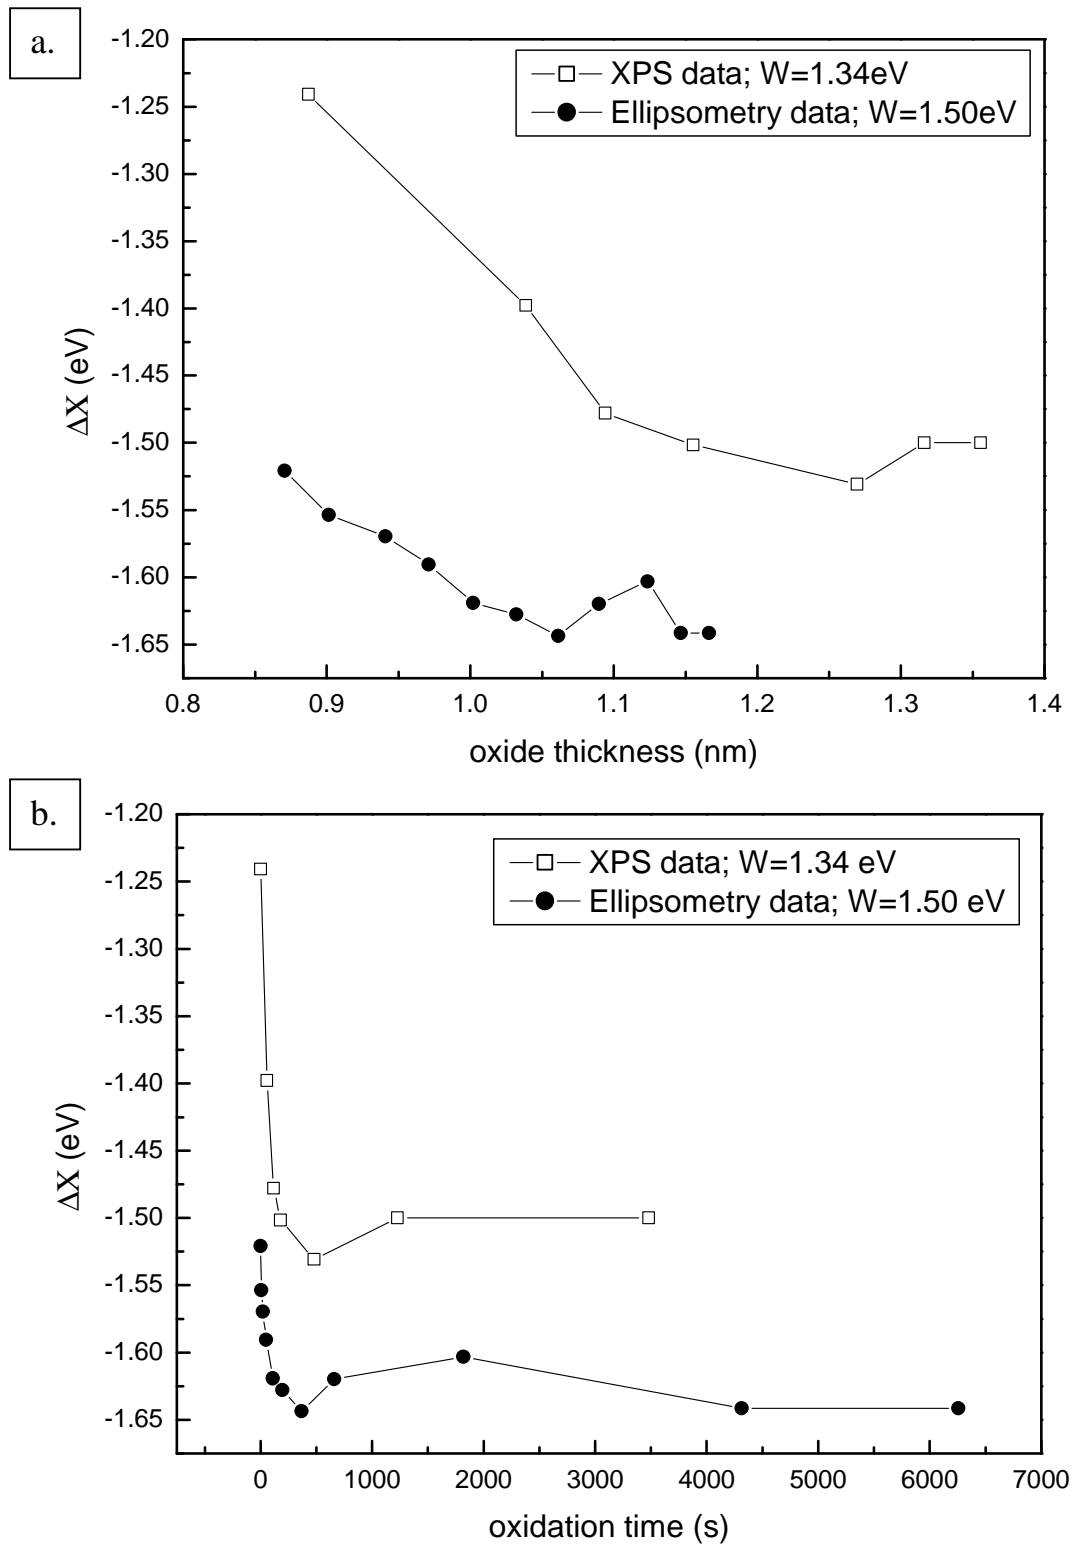 a.
-1.20
-1.25
-1.30
-1.35
-1.40
-1.45
-1.50
-1.55
-1.60
-1.65
ΔX (eV)
XPS data; W=1.34eV
Ellipsometry data; W=1.50eV
0.8 0.9 1.0 1.1 1.2 1.3 1.4
oxide thickness (nm)
b.
-1.20
-1.25
-1.30
-1.35
-1.40
-1.45
-1.50
-1.55
-1.60
-1.65
ΔX (eV)
XPS data; W=1.34 eV
Ellipsometry data; W=1.50 eV
0 1000 2000 3000 4000 5000 6000 7000
oxidation time (s)